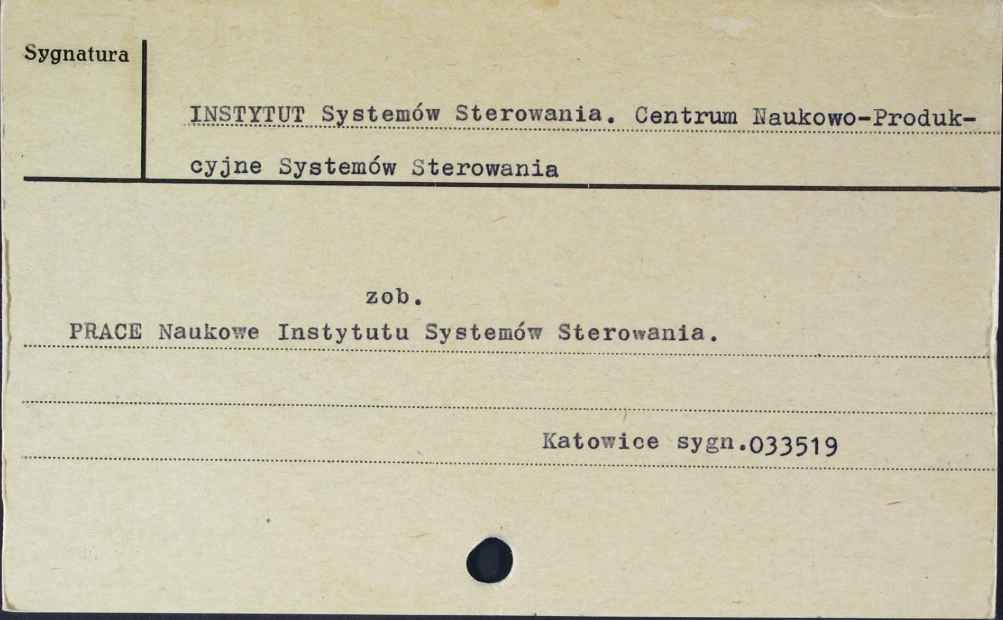 Sygnatura
INSTYTUT Systemów Sterowania. Centrum Naukowo-Produk-
cyjne Systemów Sterowania
zob.
PRACE Naukowe Instytutu Systemów Sterowania.
Katowice sygn.033519